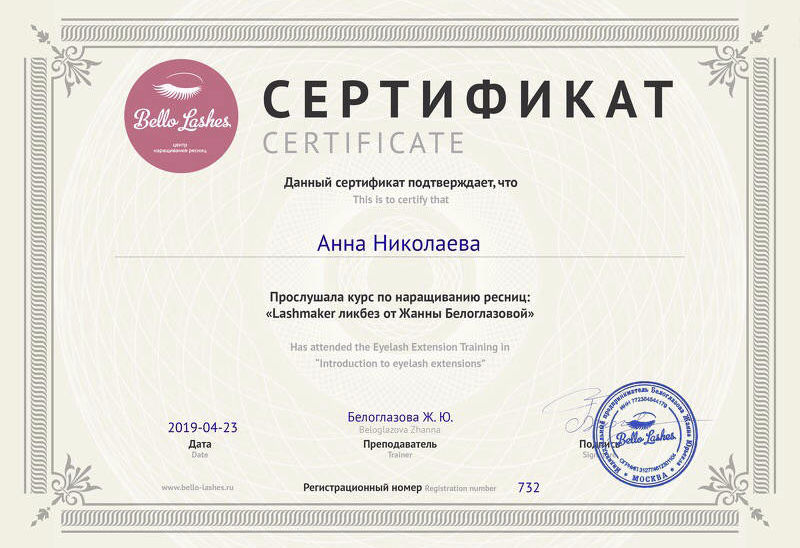 Bello Lashes
центр
наращивания ресниц
СЕРТИФИКАТ
CERTIFICATE
Данный сертификат подтверждает, что
This is to certify that
Анна Николаева
Прослушала курс по наращиванию ресниц:
«Lashmaker ликбез от Жанны Белоглазовой»
Has attended the Eyelash Extension Training in
“Introduction to eyelash extensions”
2019-04-23
Дата
Date
Белоглазова Ж. Ю.
Beloglazova Zhanna
Преподаватель
Trainer
Подпись
Индивидуальный предприниматель Белоглазова Жанна Юрьевна
Bello Lashes
МОСКВА
www.bello-lashes.ru
Регистрационный номер Registration number 732